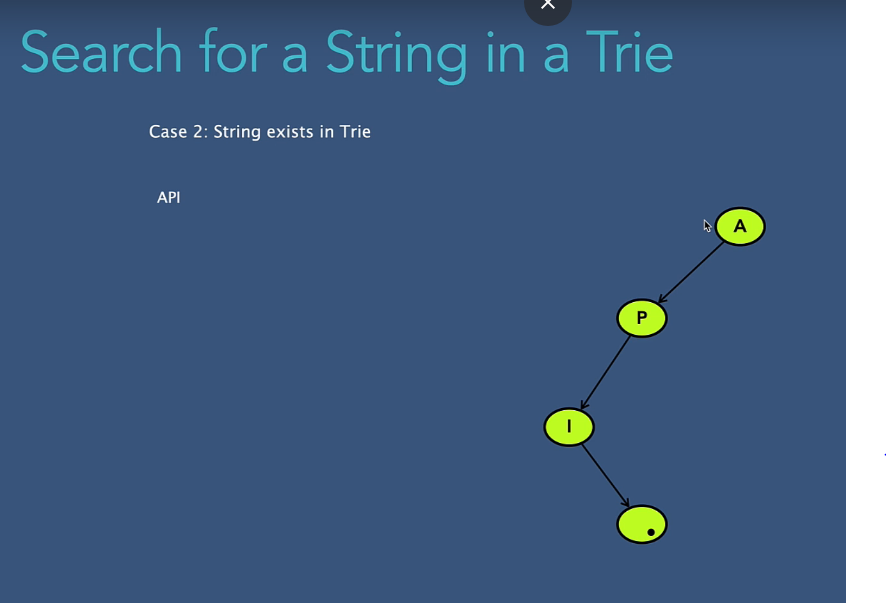 Search for a String in a Trie
Case 2: String exists in Trie
API
A
P
I